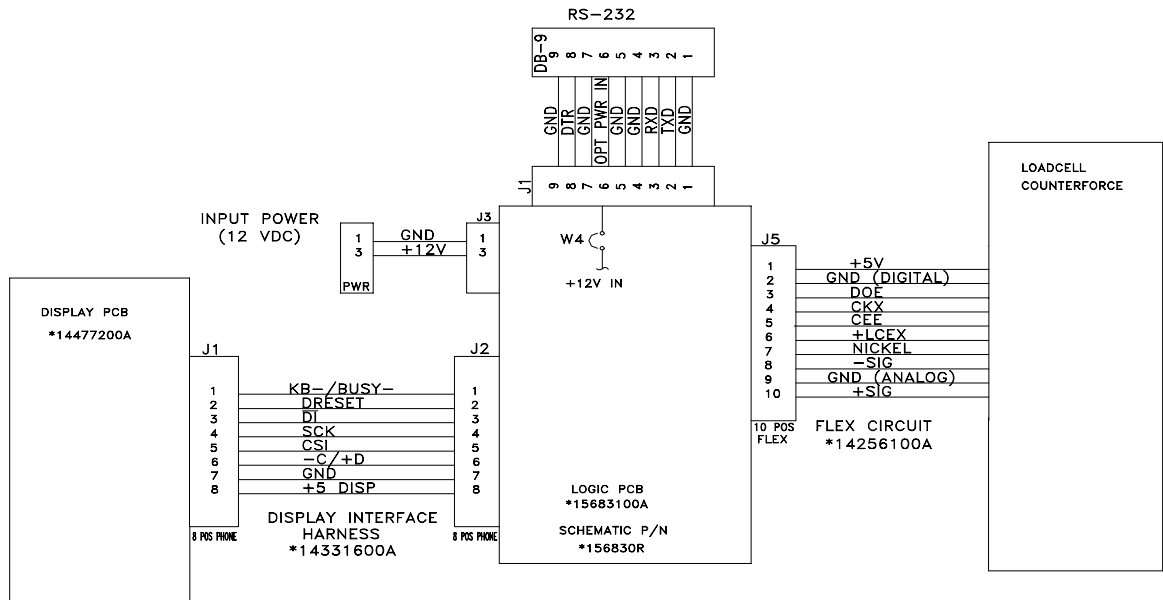 RS-232
DB-9
9 8 7 6 5 4 3 2 1
GND
DTR
GND
OPT PWR IN
GND
GND
RXD
TXD
GND
J1
9 8 7 6 5 4 3 2 1
W4
+12V IN
INPUT POWER
(12 VDC)
1
3
PWR
GND
+12V
J3
1
3
LOADCELL
COUNTERFORCE
J5
1 +5V
2 GND (DIGITAL)
3 DOE
4 CKX
5 CEE
6 +LCEX
7 NICKEL
8 -SIG
9 GND (ANALOG)
10 +SIG
10 POS
FLEX
FLEX CIRCUIT
*14256100A
DISPLAY PCB
*14477200A
J1
J2
1 KB-/BUSY- 1
2 DRESET 2
3 DI 3
4 SCK 4
5 CSI 5
6 -C/+D 6
7 GND 7
8 +5 DISP 8
8 POS PHONE
8 POS PHONE
DISPLAY INTERFACE
HARNESS
*14331600A
LOGIC PCB
*15683100A
SCHEMATIC P/N
*156830R